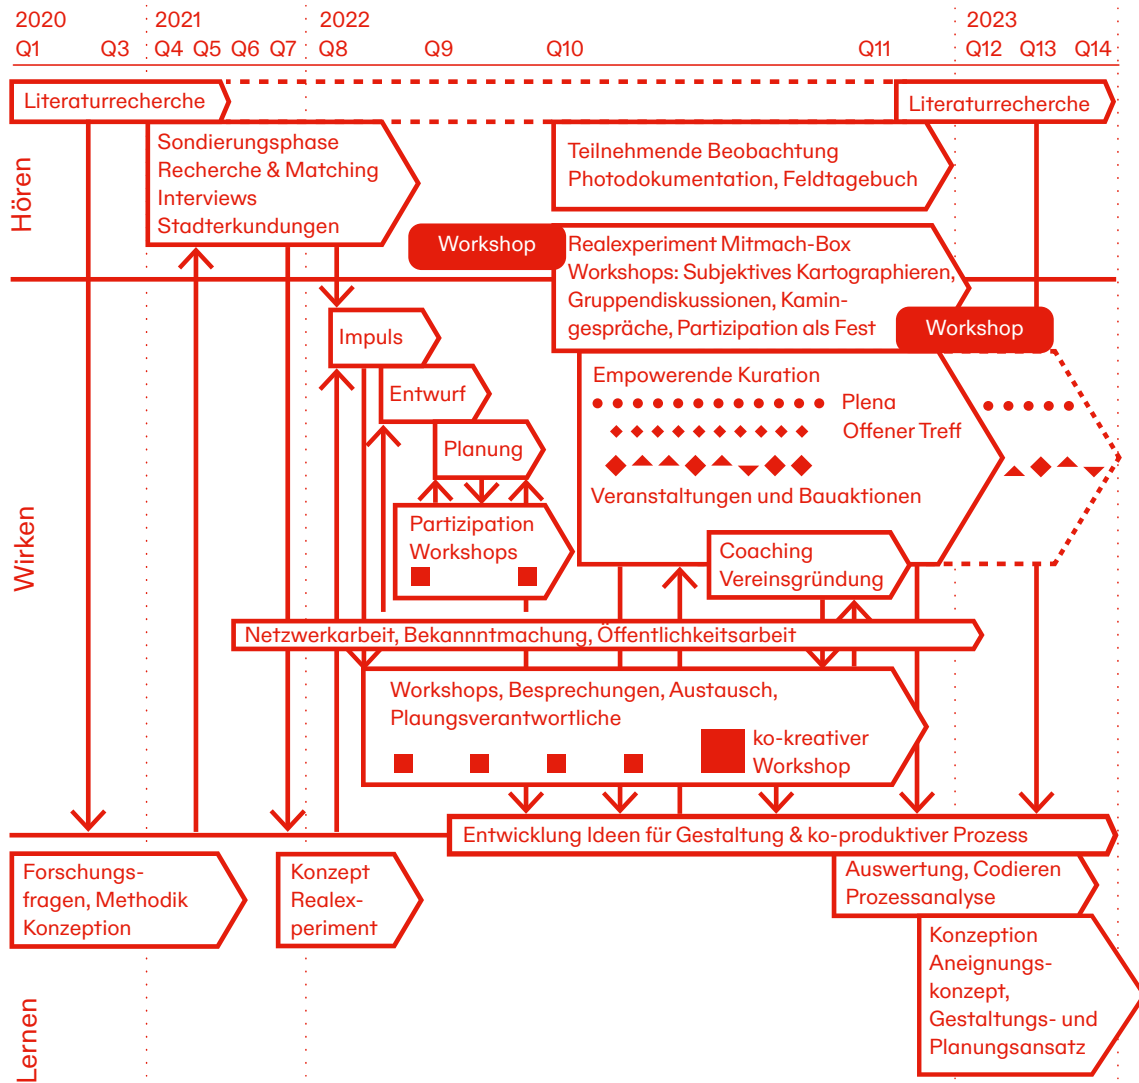 2020 2021 2022 2023
Q1 Q3 Q4 Q5 Q6 Q7 Q8 Q9 Q10 Q11 Q12 Q13 Q14
Hören
Literaturrecherche
Literaturrecherche
Sondierungsphase
Recherche & Matching
Interviews
Stadterkundungen
Teilnehmende Beobachtung
Photodokumentation, Feldtagebuch
Workshop
Realexperiment Mitmach-Box
Workshops: Subjektives Kartographieren,
Gruppendiskussionen, Kamin-
gespräche, Partizipation als Fest
Workshop
Wirken
Impuls
Entwurf
Planung
Partizipation
Workshops
Empowerende Kuration
Plena
Offener Treff
Veranstaltungen und Bauaktionen
Coaching
Vereinsgründung
Netzwerkarbeit, Bekannntmachung, Öffentlichkeitsarbeit
Workshops, Besprechungen, Austausch,
Plaungsverantwortliche
ko-kreativer
Workshop
Entwicklung Ideen für Gestaltung & ko-produktiver Prozess
Lernen
Forschungs-
fragen, Methodik
Konzeption
Konzept
Realex-
periment
Auswertung, Codieren
Prozessanalyse
Konzeption
Aneignungs-
konzept,
Gestaltungs- und
Planungsansatz